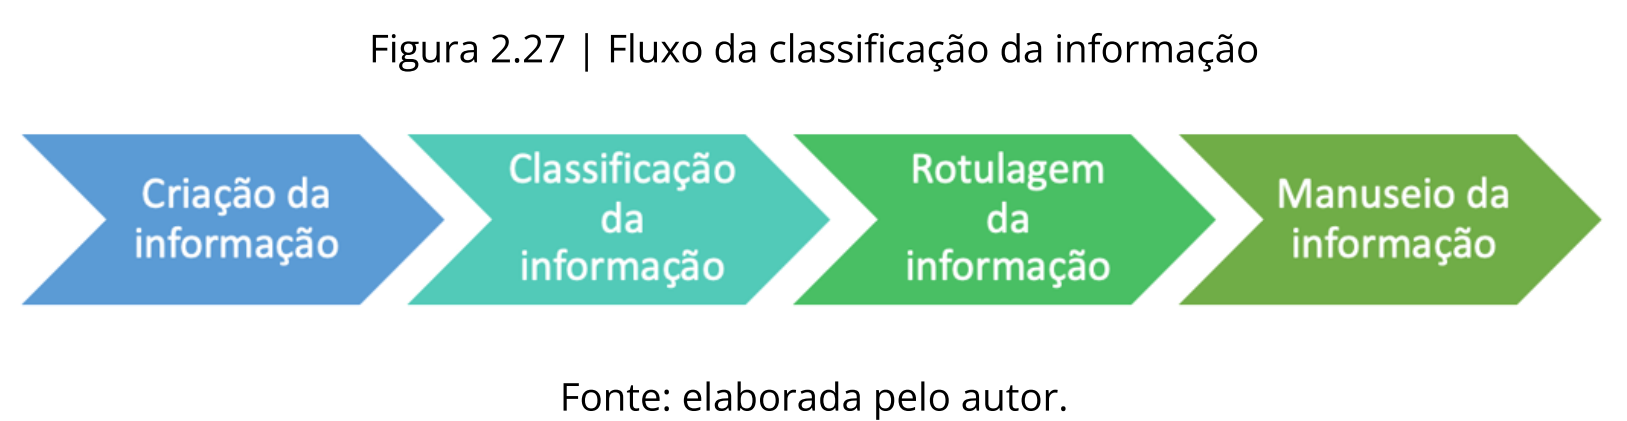 Figura 2.27 | Fluxo da classificação da informação
Criação da
informação
Classificação
da
informação
Rotulagem
da
informação
Manuseio da
informação
Fonte: elaborada pelo autor.